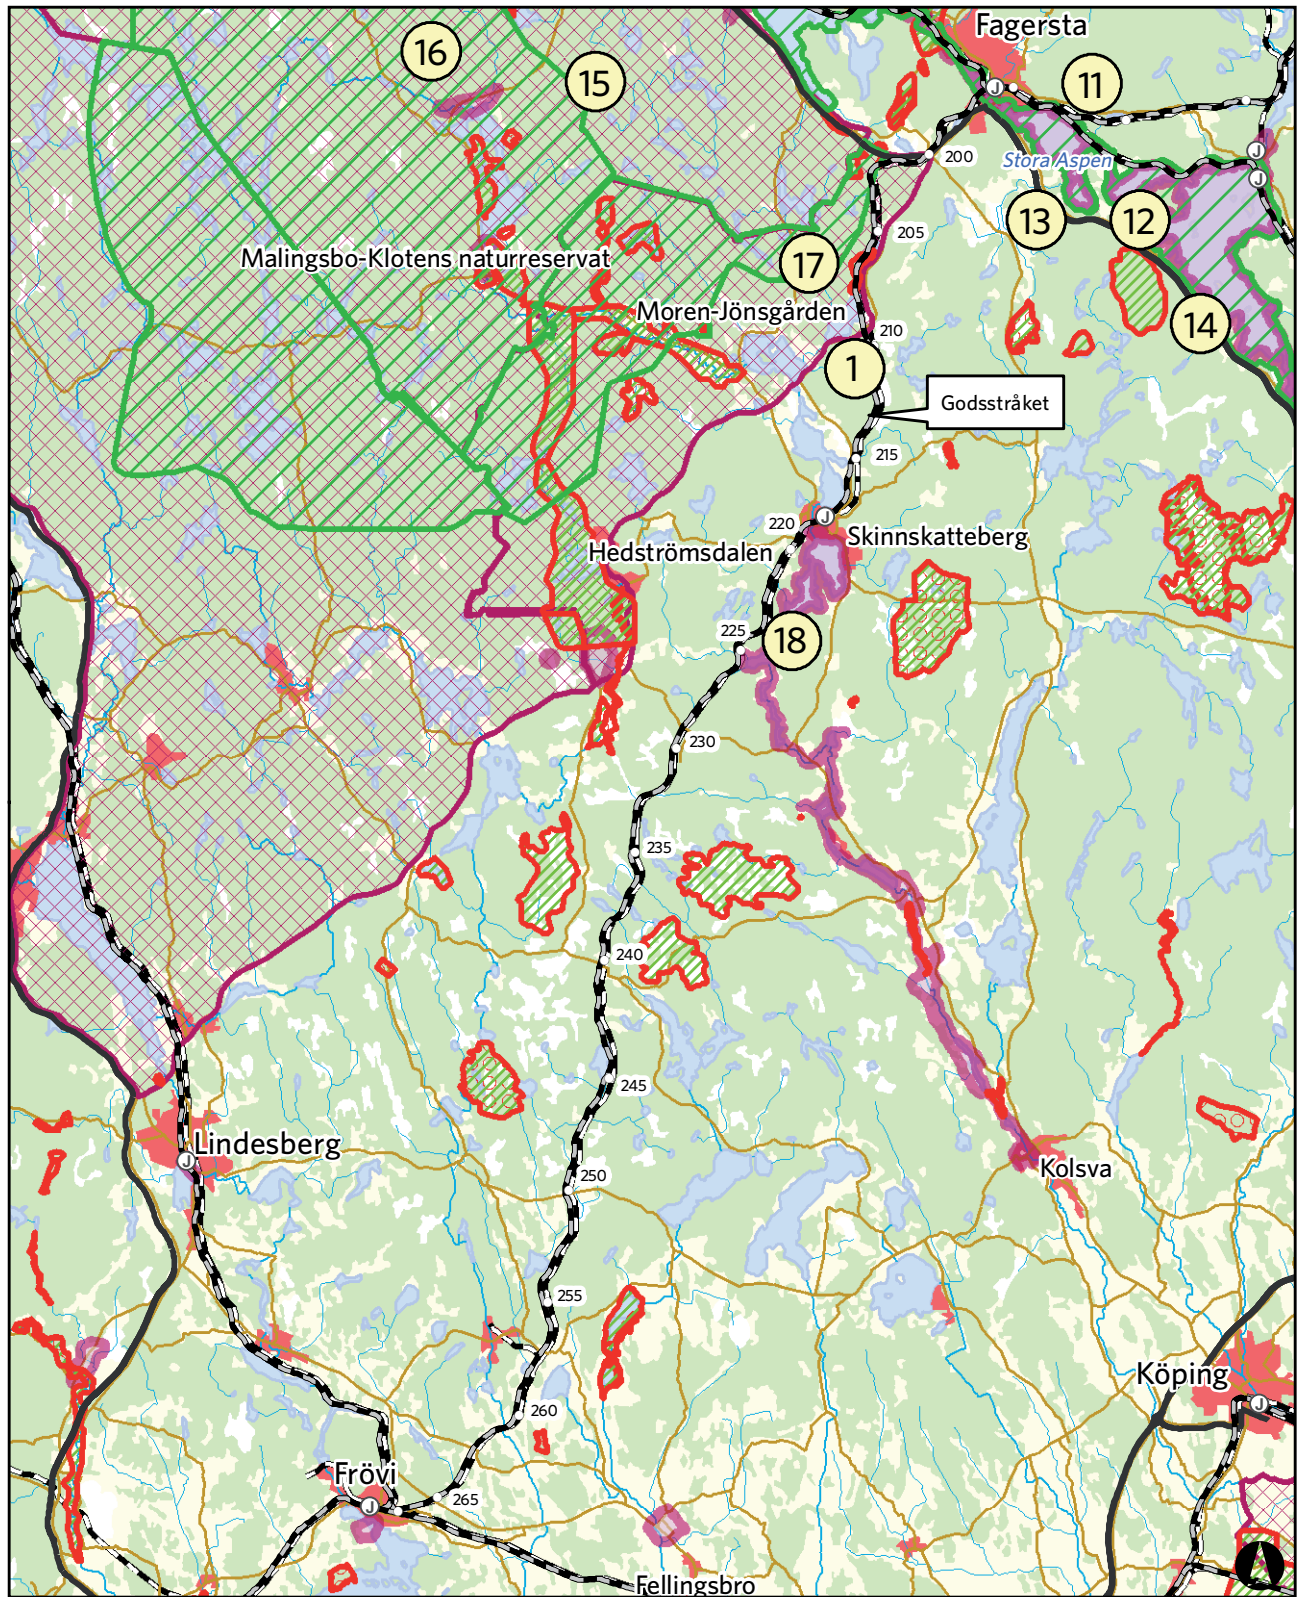 Fagersta
16
15
11
J
J
Stora Aspen
200
J
13
12
205
Malingsbo-Klotens naturreservat
17
Moren-Jönsgården
14
210
1
Godsstråket
215
J
220
Skinnskatteberg
Hedströmsdalen
225
18
230
235
240
245
Lindesberg
J
250
Kolsva
255
Köping
J
260
Frövi
265
J
Fellingsbro